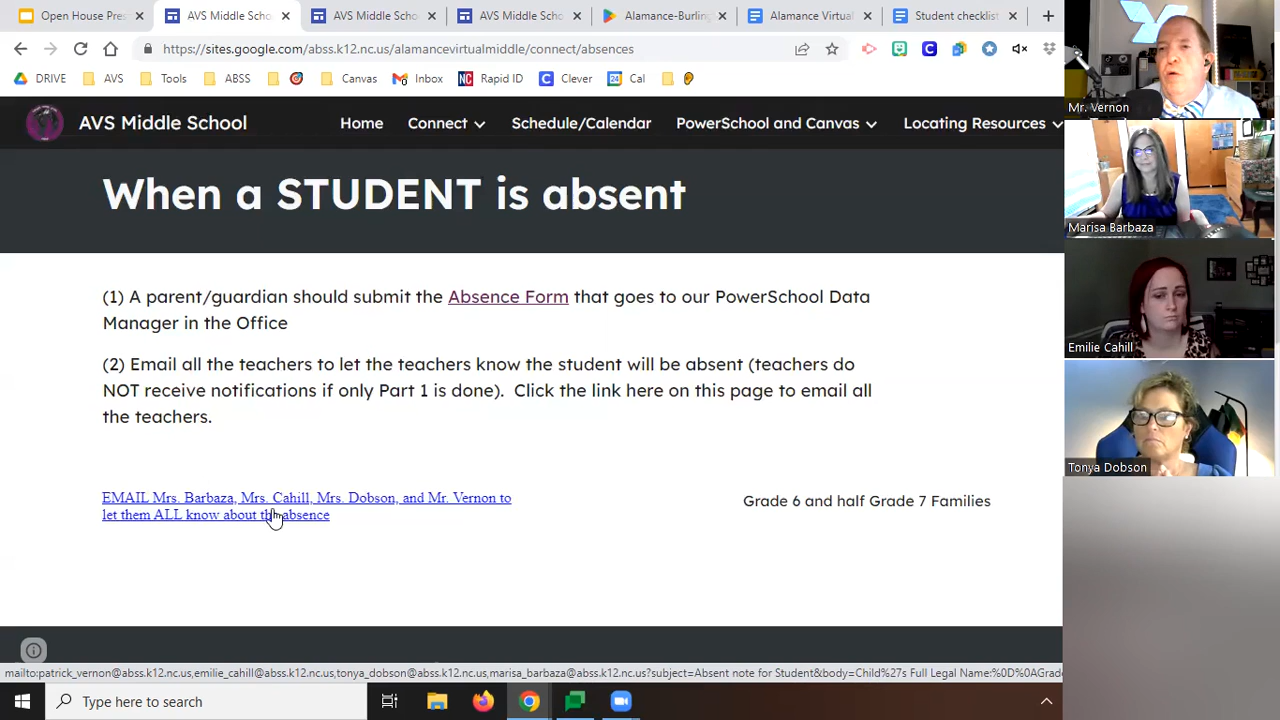 Open House Pres
AVS Middle Schoo
AVS Middle Schoo
AVS Middle Schoo
Alamance-Burling
Alamance Virtual
Student checklist
https://sites.google.com/abss.k12.nc.us/alamancevirtualmiddle/connect/absences
DRIVE AVS Tools ABSS Canvas Inbox Rapid ID Clever 24 Cal
AVS Middle School Home Connect Schedule/Calendar PowerSchool and Canvas Locating Resources
When a STUDENT is absent
(1) A parent/guardian should submit the Absence Form that goes to our PowerSchool Data
Manager in the Office
(2) Email all the teachers to let the teachers know the student will be absent (teachers do
NOT receive notifications if only Part 1 is done). Click the link here on this page to email all
the teachers.
EMAIL Mrs. Barbaza, Mrs. Cahill, Mrs. Dobson, and Mr. Vernon to
let them ALL know about the absence
Grade 6 and half Grade 7 Families
mailto:patrick_vernon@abss.k12.nc.us,emilie_cahill@abss.k12.nc.us,tonya_dobson@abss.k12.nc.us,marisa_barbaza@abss.k12.nc.us?subject=Absent note for Student&body=Child%27s Full Legal Name:%0D%0AGrade
Type here to search
Mr. Vernon
Marisa Barbaza
Emilie Cahill
Tonya Dobson